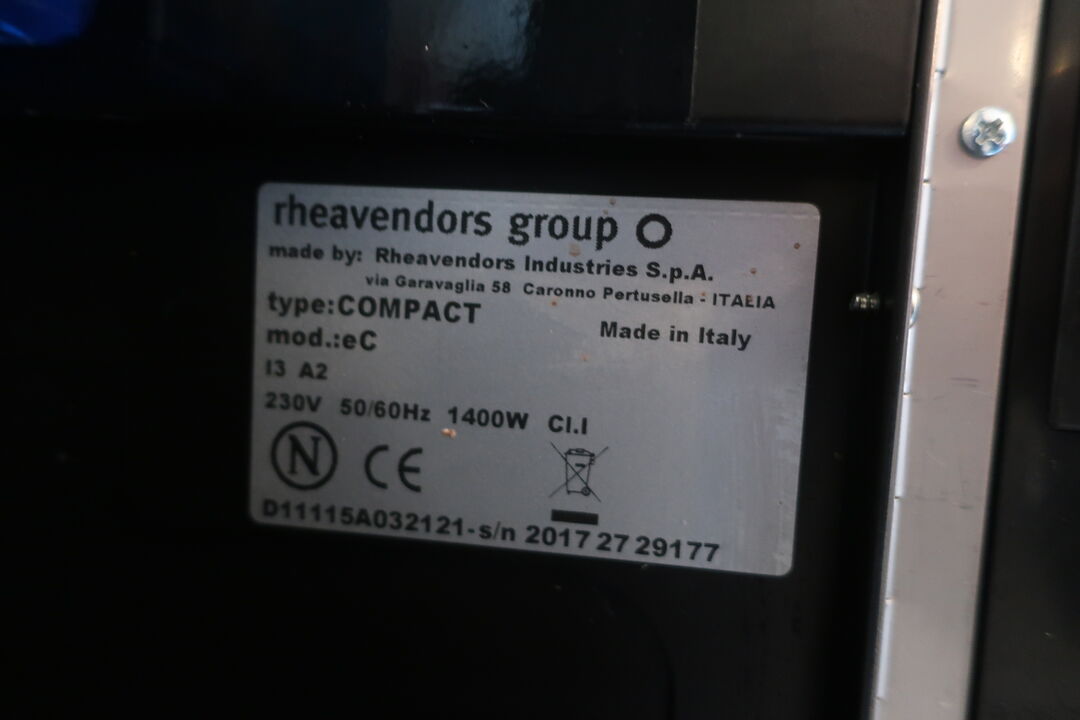 rheavendors group
made by: Rheavendors Industries S.p.A.
via Garavaglia 58 Caronno Pertusella - ITALIA
type:COMPACT
Made in Italy
mod.:eC
I3 A2
230V 50/60Hz 1400W Cl.I
N CE
D11115A032121-s/n 2017 27 29177